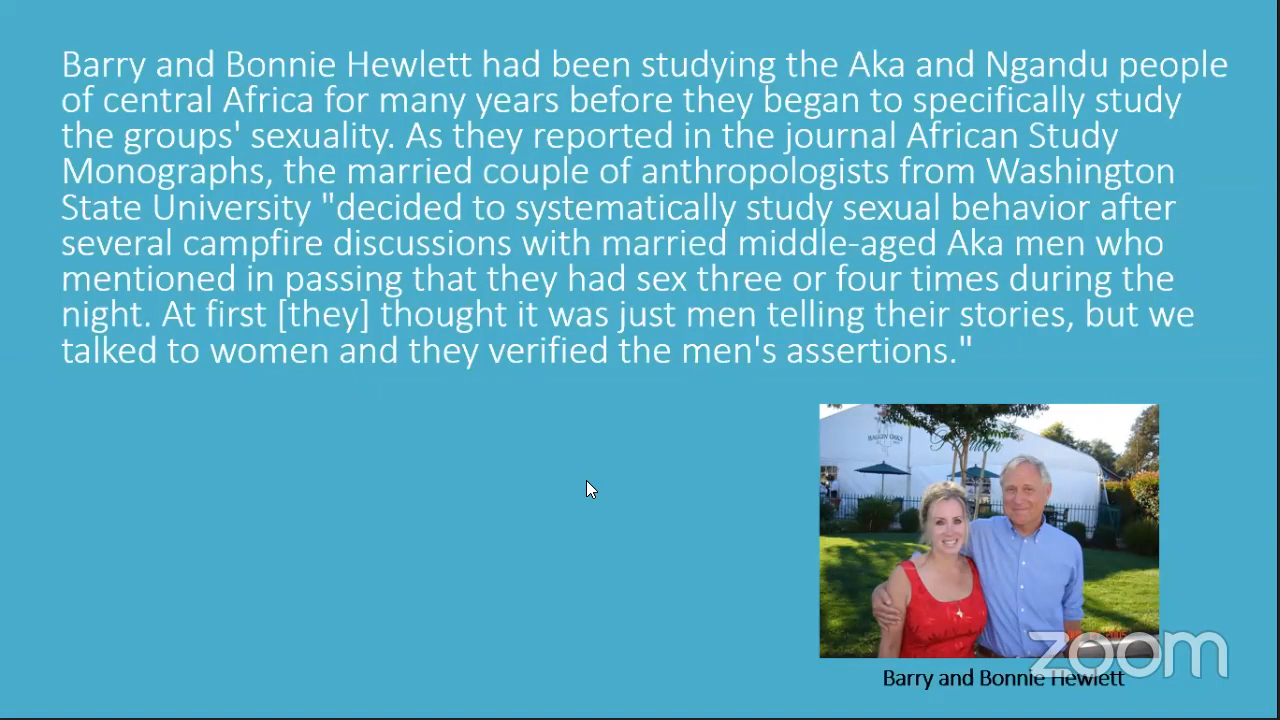 Barry and Bonnie Hewlett had been studying the Aka and Ngandu people
of central Africa for many years before they began to specifically study
the groups' sexuality. As they reported in the journal African Study
Monographs, the married couple of anthropologists from Washington
State University "decided to systematically study sexual behavior after
several campfire discussions with married middle-aged Aka men who
mentioned in passing that they had sex three or four times during the
night. At first [they] thought it was just men telling their stories, but we
talked to women and they verified the men's assertions."
HAGGIN OAKS
Pavilion
zoom
Barry and Bonnie Hewlett